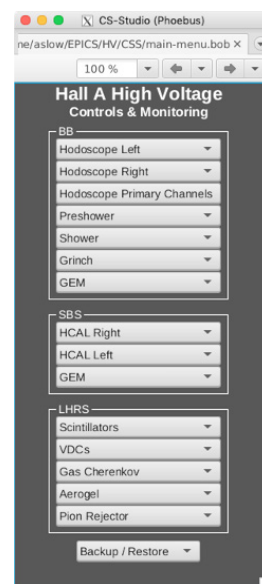 CS-Studio (Phoebus)
ne/aslow/EPICS/HV/CSS/main-menu.bob
100 %
Hall A High Voltage
Controls & Monitoring
BB
Hodoscope Left
Hodoscope Right
Hodoscope Primary Channels
Preshower
Shower
Grinch
GEM
SBS
HCAL Right
HCAL Left
GEM
LHRS
Scintillators
VDCs
Gas Cherenkov
Aerogel
Pion Rejector
Backup / Restore